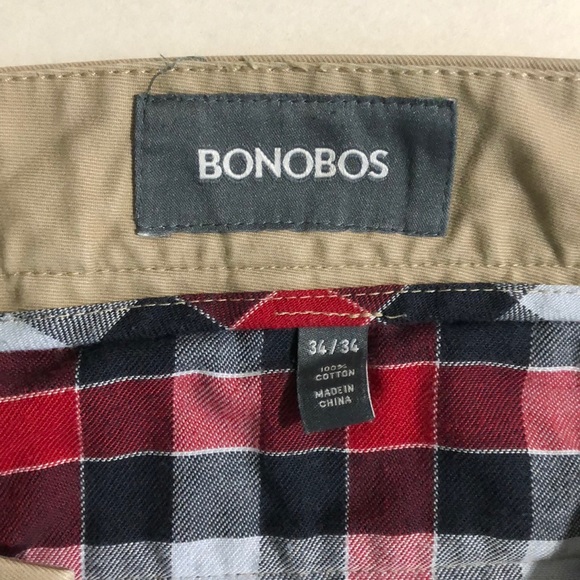 BONOBOS
34/34
100%
COTTON
MADE IN
CHINA